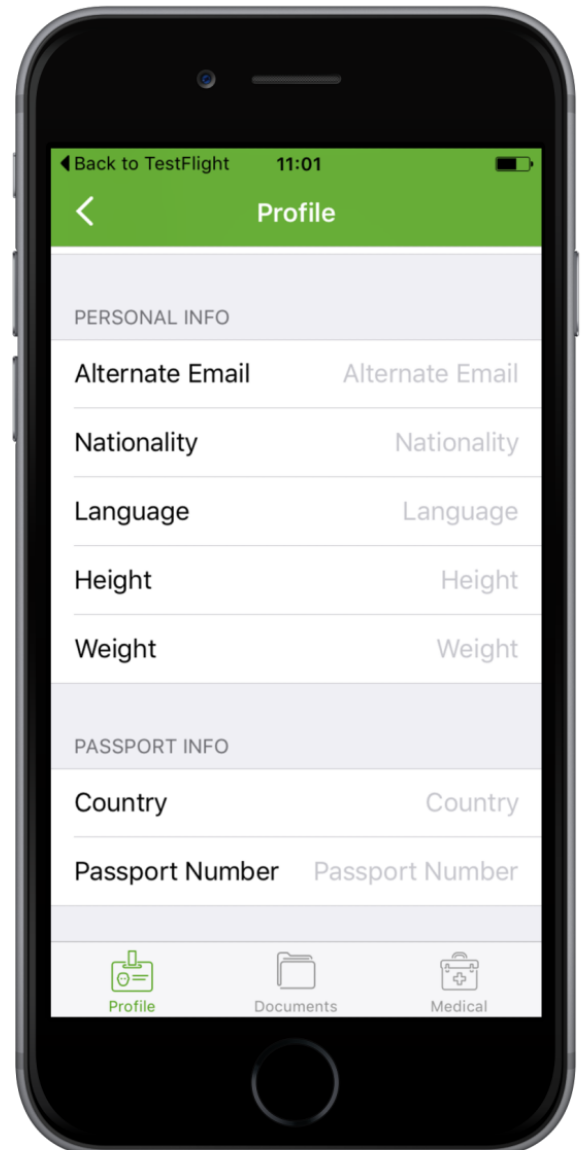 Back to TestFlight 11:01
Profile
PERSONAL INFO
Alternate Email Alternate Email
Nationality Nationality
Language Language
Height Height
Weight Weight
PASSPORT INFO
Country Country
Passport Number Passport Number
Profile Documents Medical